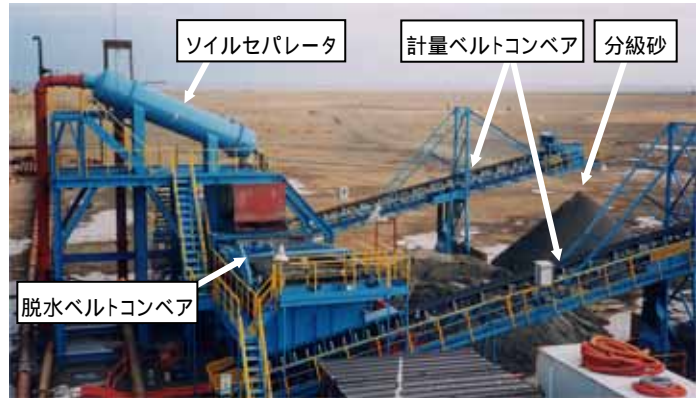 ソイルセパレータ
計量ベルトコンベア
分級砂
脱水ベルトコンベア